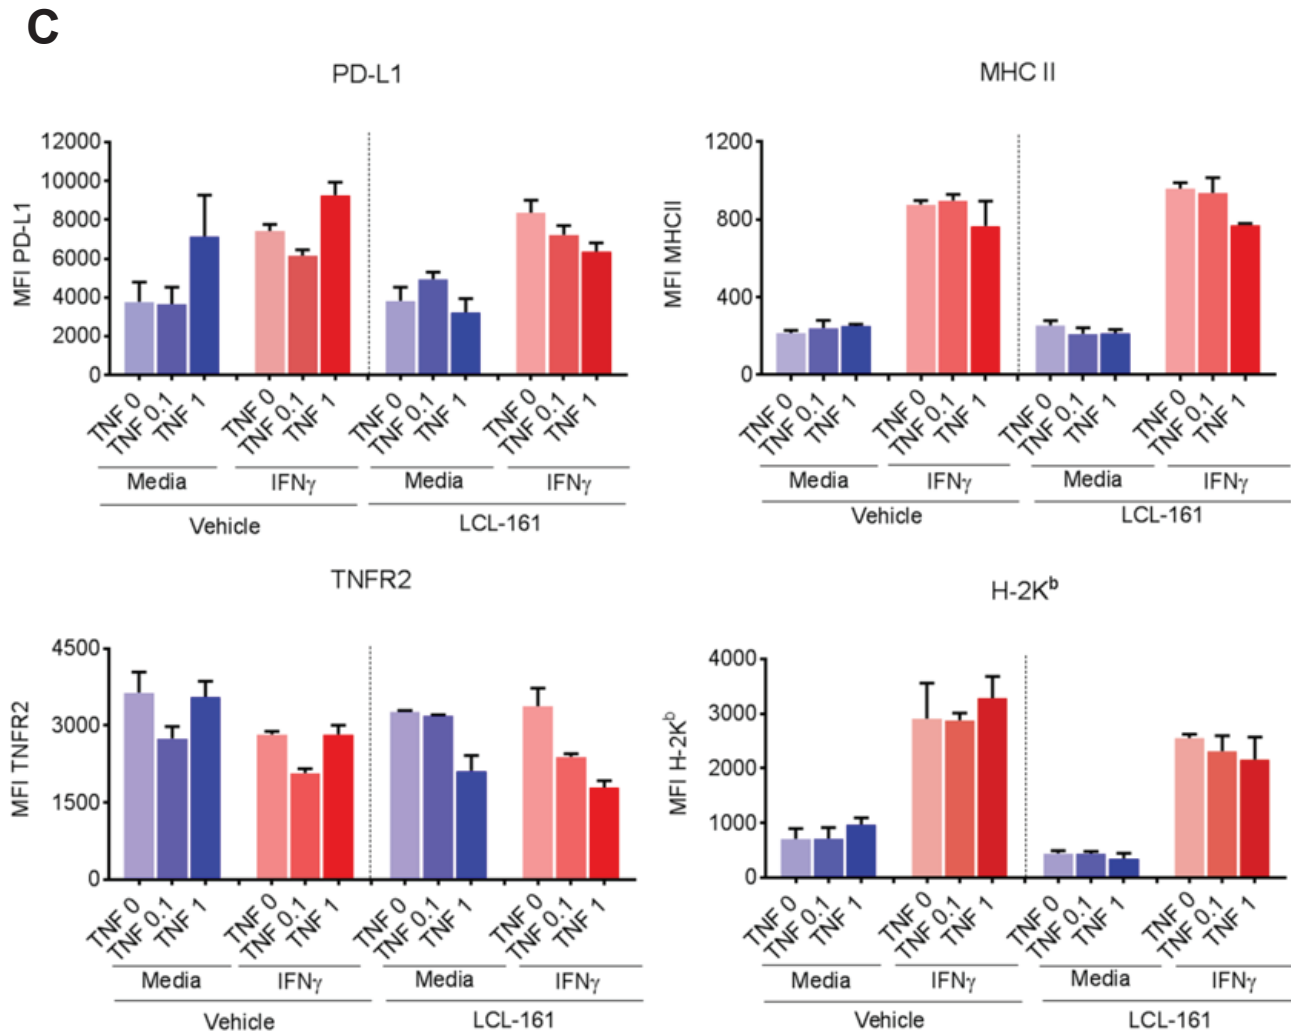 C
PD-L1
MFI PD-L1
12000
10000
8000
6000
4000
2000
0
TNF 0
TNF 0.1
TNF 1
TNF 0
TNF 0.1
TNF 1
TNF 0
TNF 0.1
TNF 1
TNF 0
TNF 0.1
TNF 1
Media
IFNγ
Media
IFNγ
Vehicle
LCL-161
MHC II
MFI MHCII
1200
800
400
0
TNF 0
TNF 0.1
TNF 1
TNF 0
TNF 0.1
TNF 1
TNF 0
TNF 0.1
TNF 1
TNF 0
TNF 0.1
TNF 1
Media
IFNγ
Media
IFNγ
Vehicle
LCL-161
TNFR2
MFI TNFR2
4500
3000
1500
0
TNF 0
TNF 0.1
TNF 1
TNF 0
TNF 0.1
TNF 1
TNF 0
TNF 0.1
TNF 1
TNF 0
TNF 0.1
TNF 1
Media
IFNγ
Media
IFNγ
Vehicle
LCL-161
H-2Kᵇ
MFI H-2Kᵇ
4000
3000
2000
1000
0
TNF 0
TNF 0.1
TNF 1
TNF 0
TNF 0.1
TNF 1
TNF 0
TNF 0.1
TNF 1
TNF 0
TNF 0.1
TNF 1
Media
IFNγ
Media
IFNγ
Vehicle
LCL-161